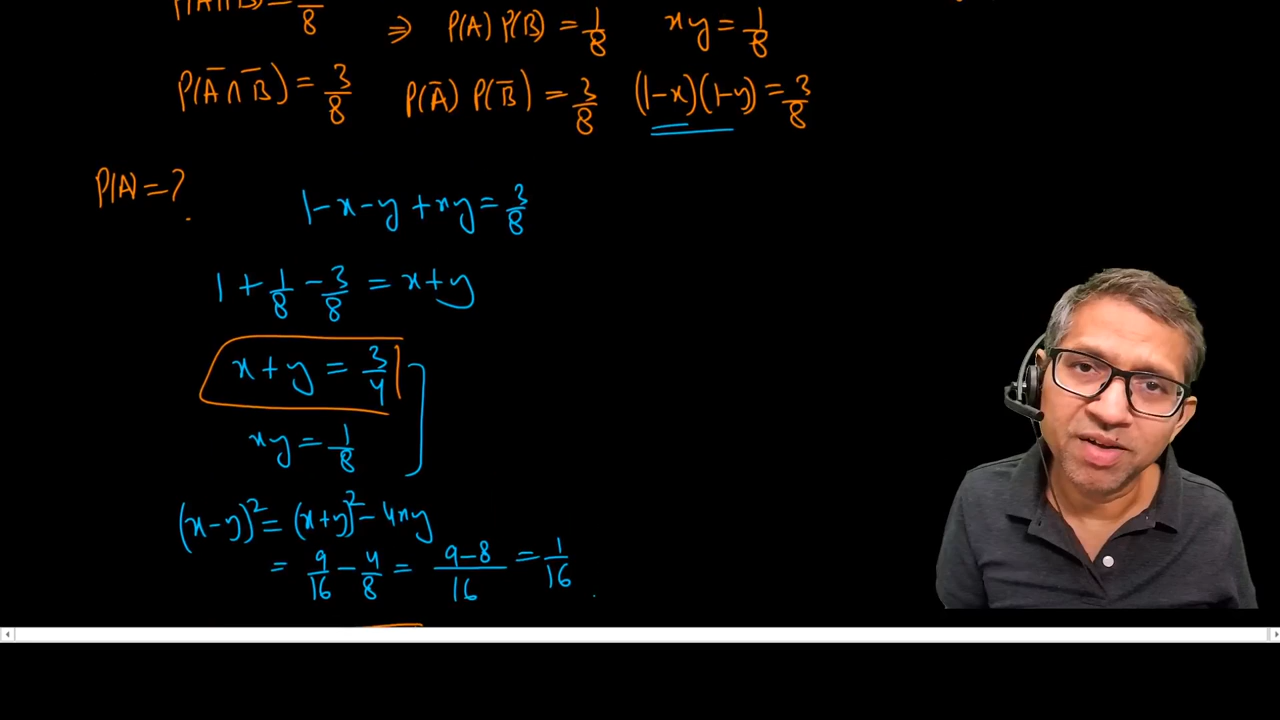 P(A∩B)=1/8 ⇒ P(A) P(B) = 1/8 xy = 1/8
P(Ā∩B̄) = 3/8 P(Ā) P(B̄) = 3/8 (1-x)(1-y) = 3/8
P(A) = ?
1-x-y+xy = 3/8
1 + 1/8 - 3/8 = x+y
x+y = 3/4
xy = 1/8
(x-y)² = (x+y)² - 4xy
= 9/16 - 4/8 = 9-8/16 = 1/16